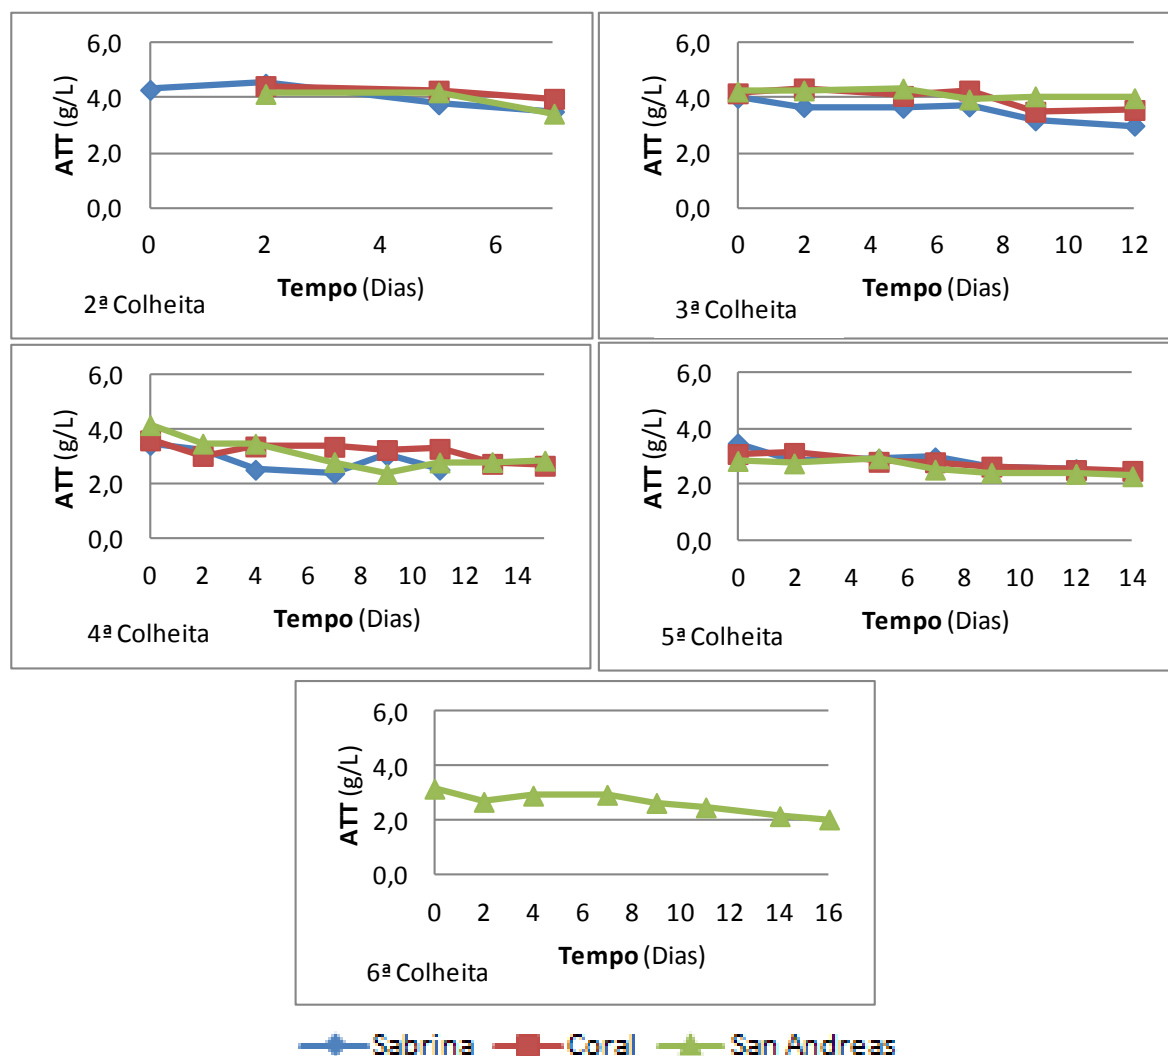 6,0
4,0
2,0
0,0
ATT (g/L)
0 2 4 6
Tempo (Dias)
2ª Colheita
6,0
4,0
2,0
0,0
ATT (g/L)
0 2 4 6 8 10 12
Tempo (Dias)
3ª Colheita
6,0
4,0
2,0
0,0
ATT (g/L)
0 2 4 6 8 10 12 14
Tempo (Dias)
4ª Colheita
6,0
4,0
2,0
0,0
ATT (g/L)
0 2 4 6 8 10 12 14
Tempo (Dias)
5ª Colheita
6,0
4,0
2,0
0,0
ATT (g/L)
0 2 4 6 8 10 12 14 16
Tempo (Dias)
6ª Colheita
Sabrina Coral San Andreas